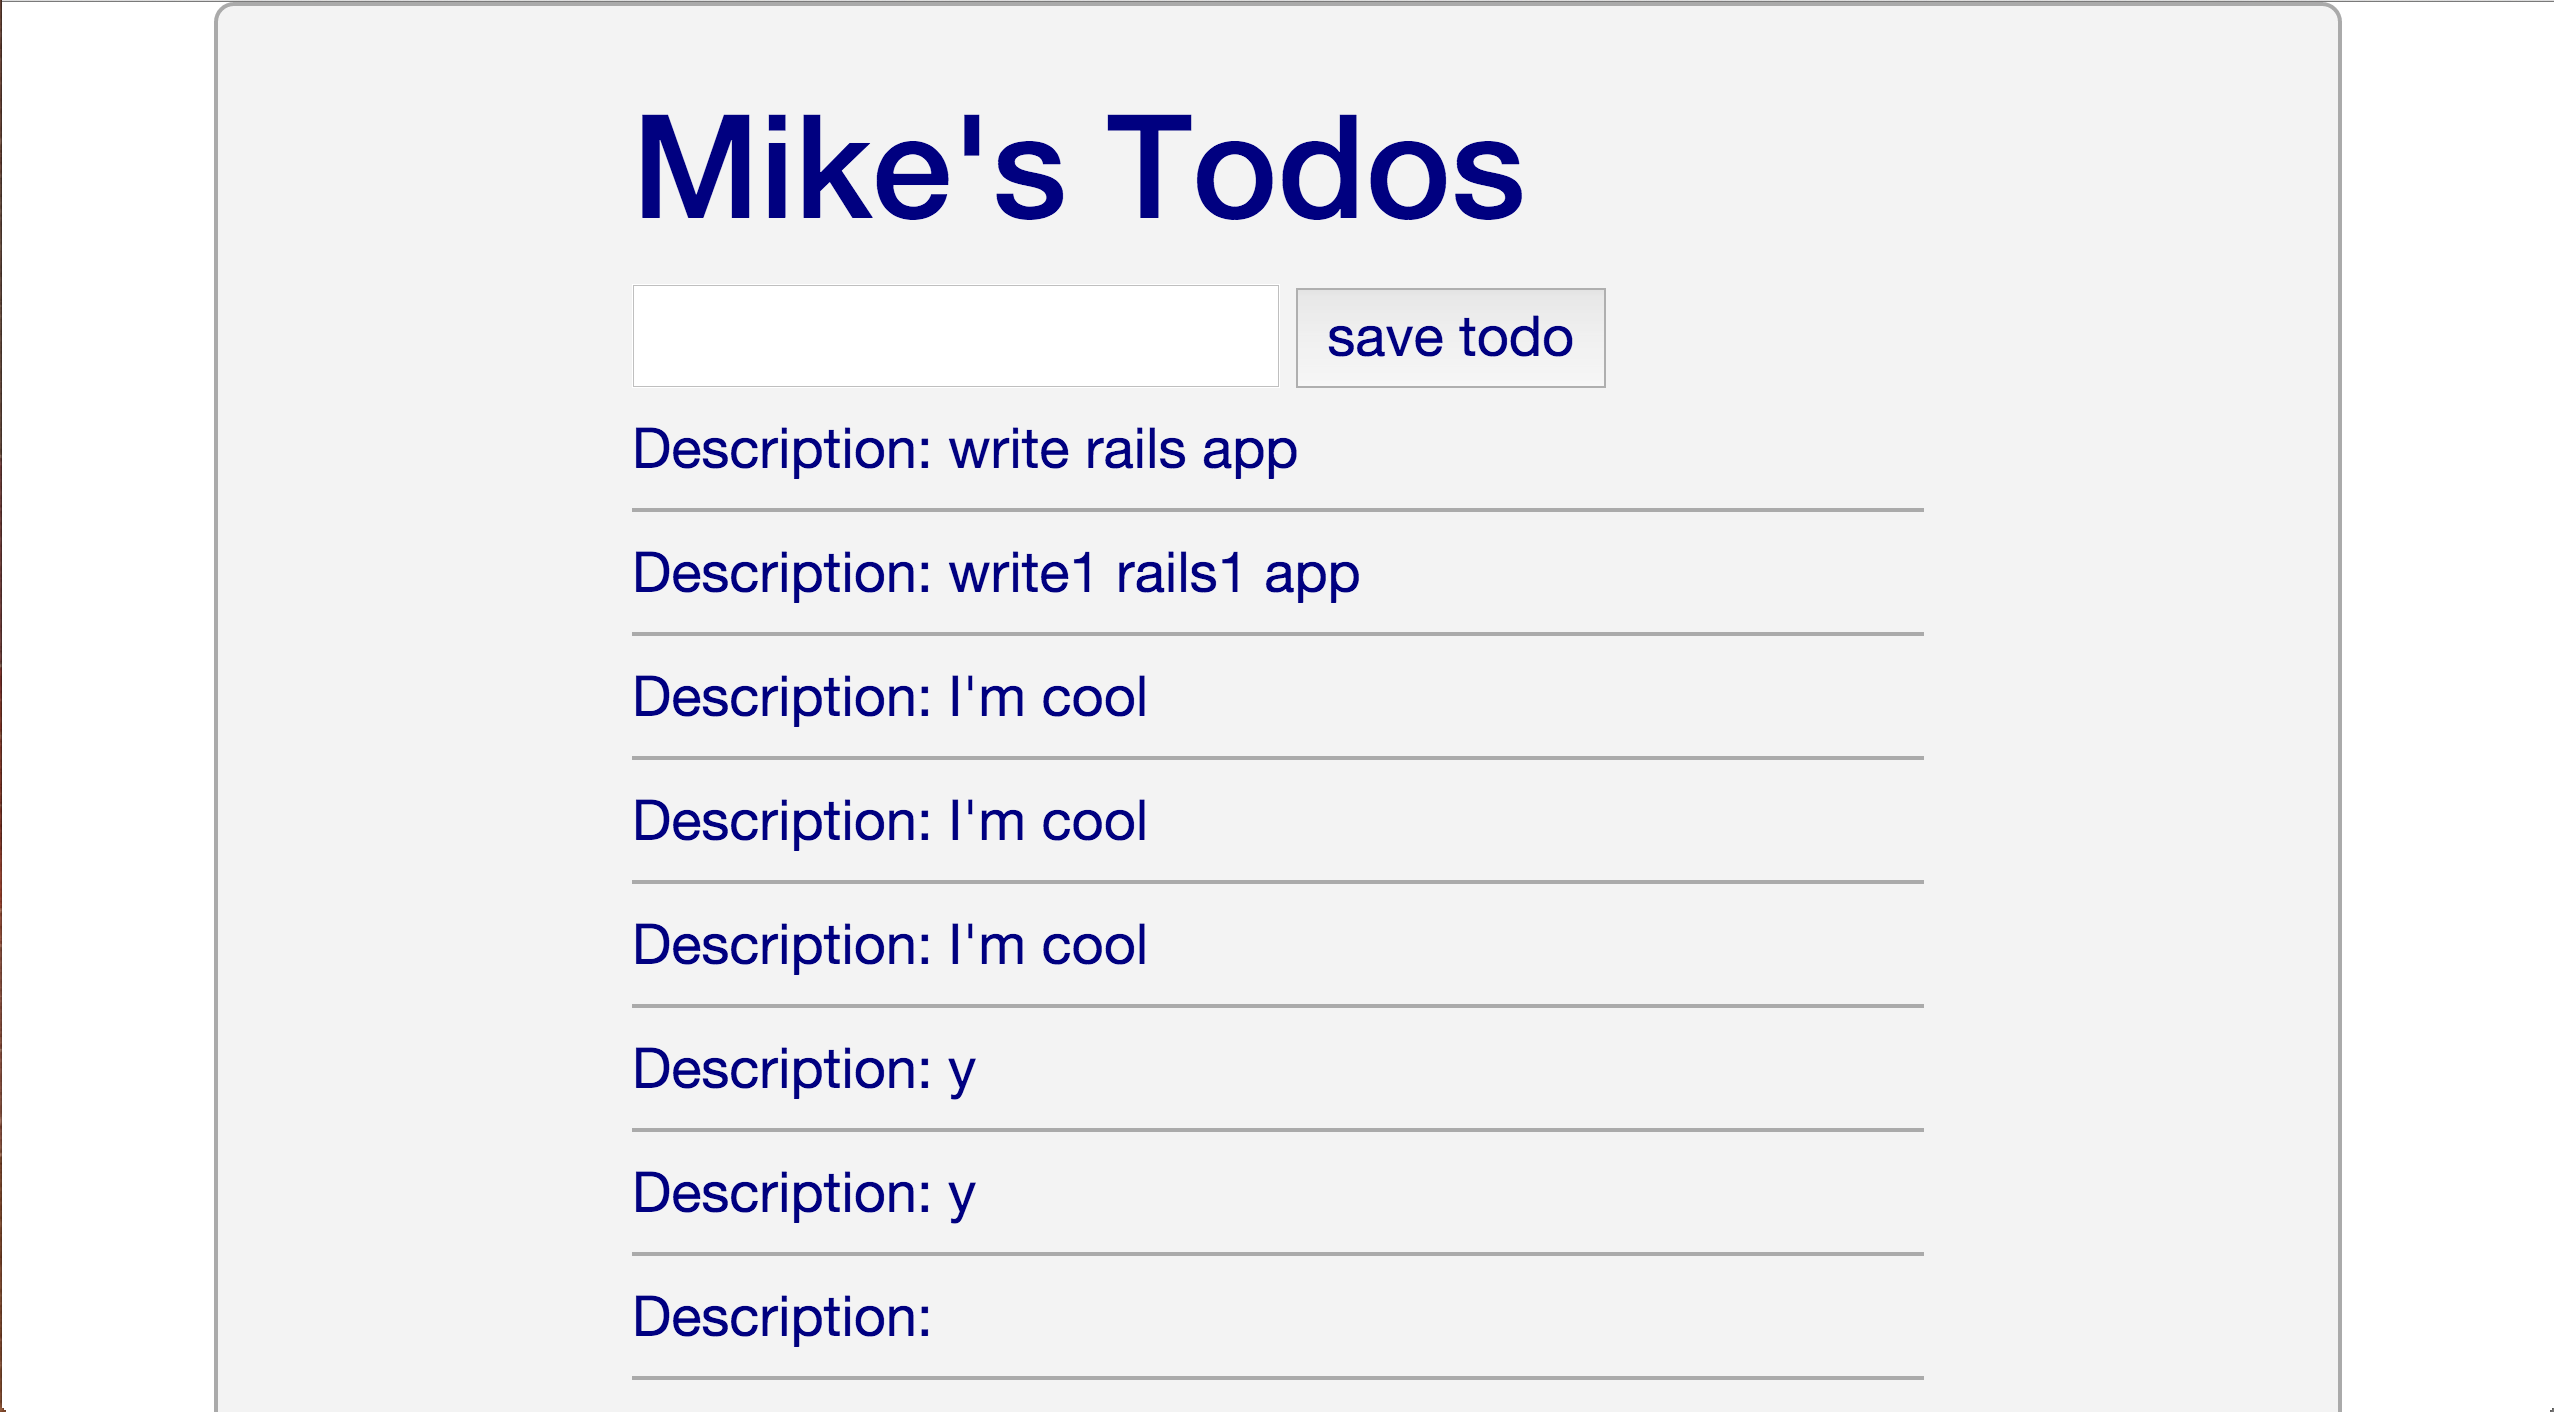 Mike's Todos
save todo
Description: write rails app
Description: write1 rails1 app
Description: I'm cool
Description: I'm cool
Description: I'm cool
Description: y
Description: y
Description: